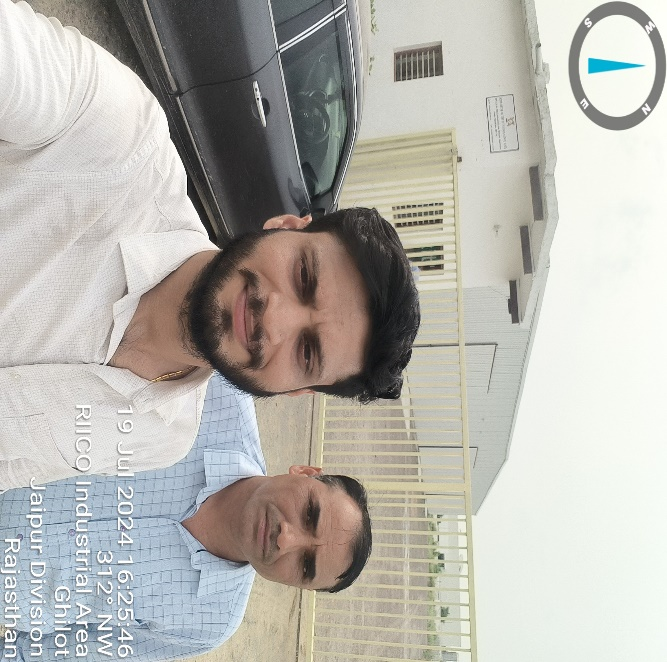 19 Jul 2024 16:25:46
312° NW
RIICO Industrial Area
Ghilot
Jaipur Division
Rajasthan
S
W
E
N